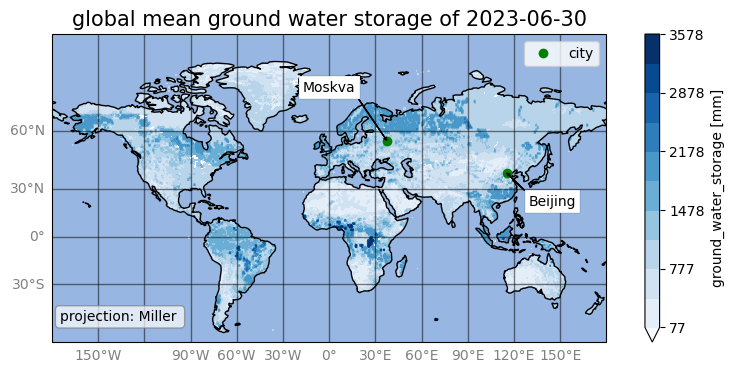 global mean ground water storage of 2023-06-30
city
Moskva
Beijing
projection: Miller
60°N
30°N
0°
30°S
150°W
90°W
60°W
30°W
0°
30°E
60°E
90°E
120°E
150°E
3578
2878
2178
1478
777
77
ground_water_storage [mm]